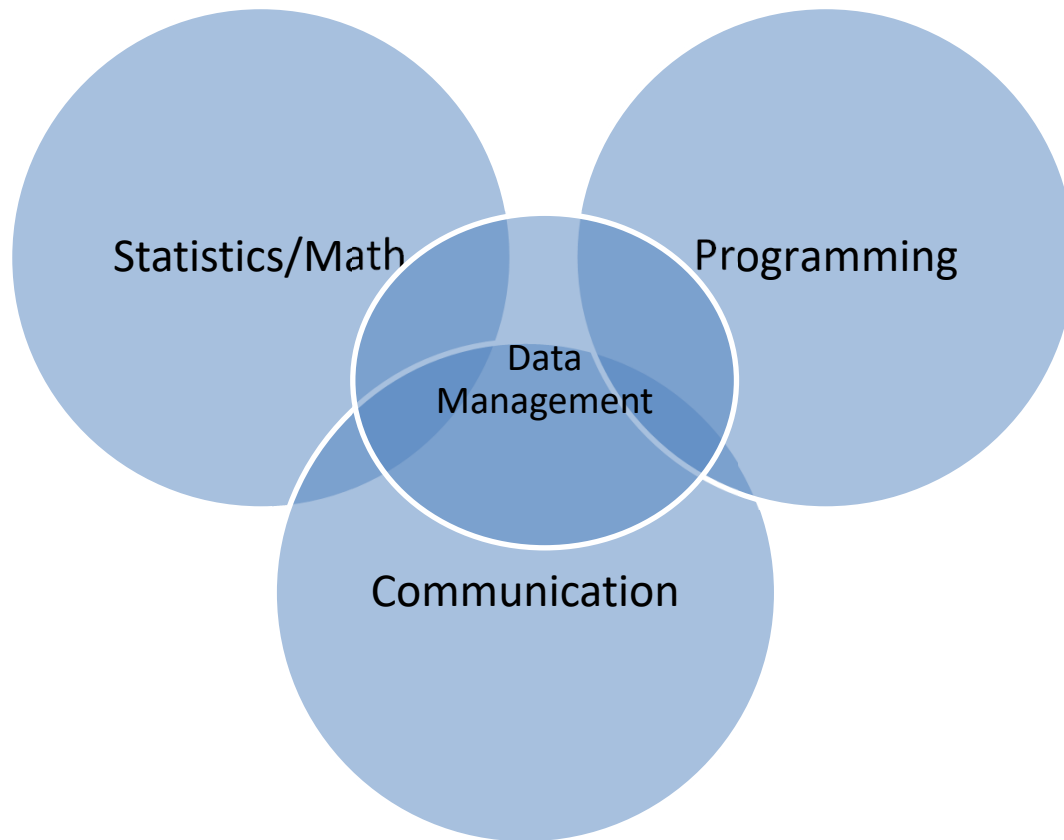 Statistics/Math
Programming
Data
Management
Communication